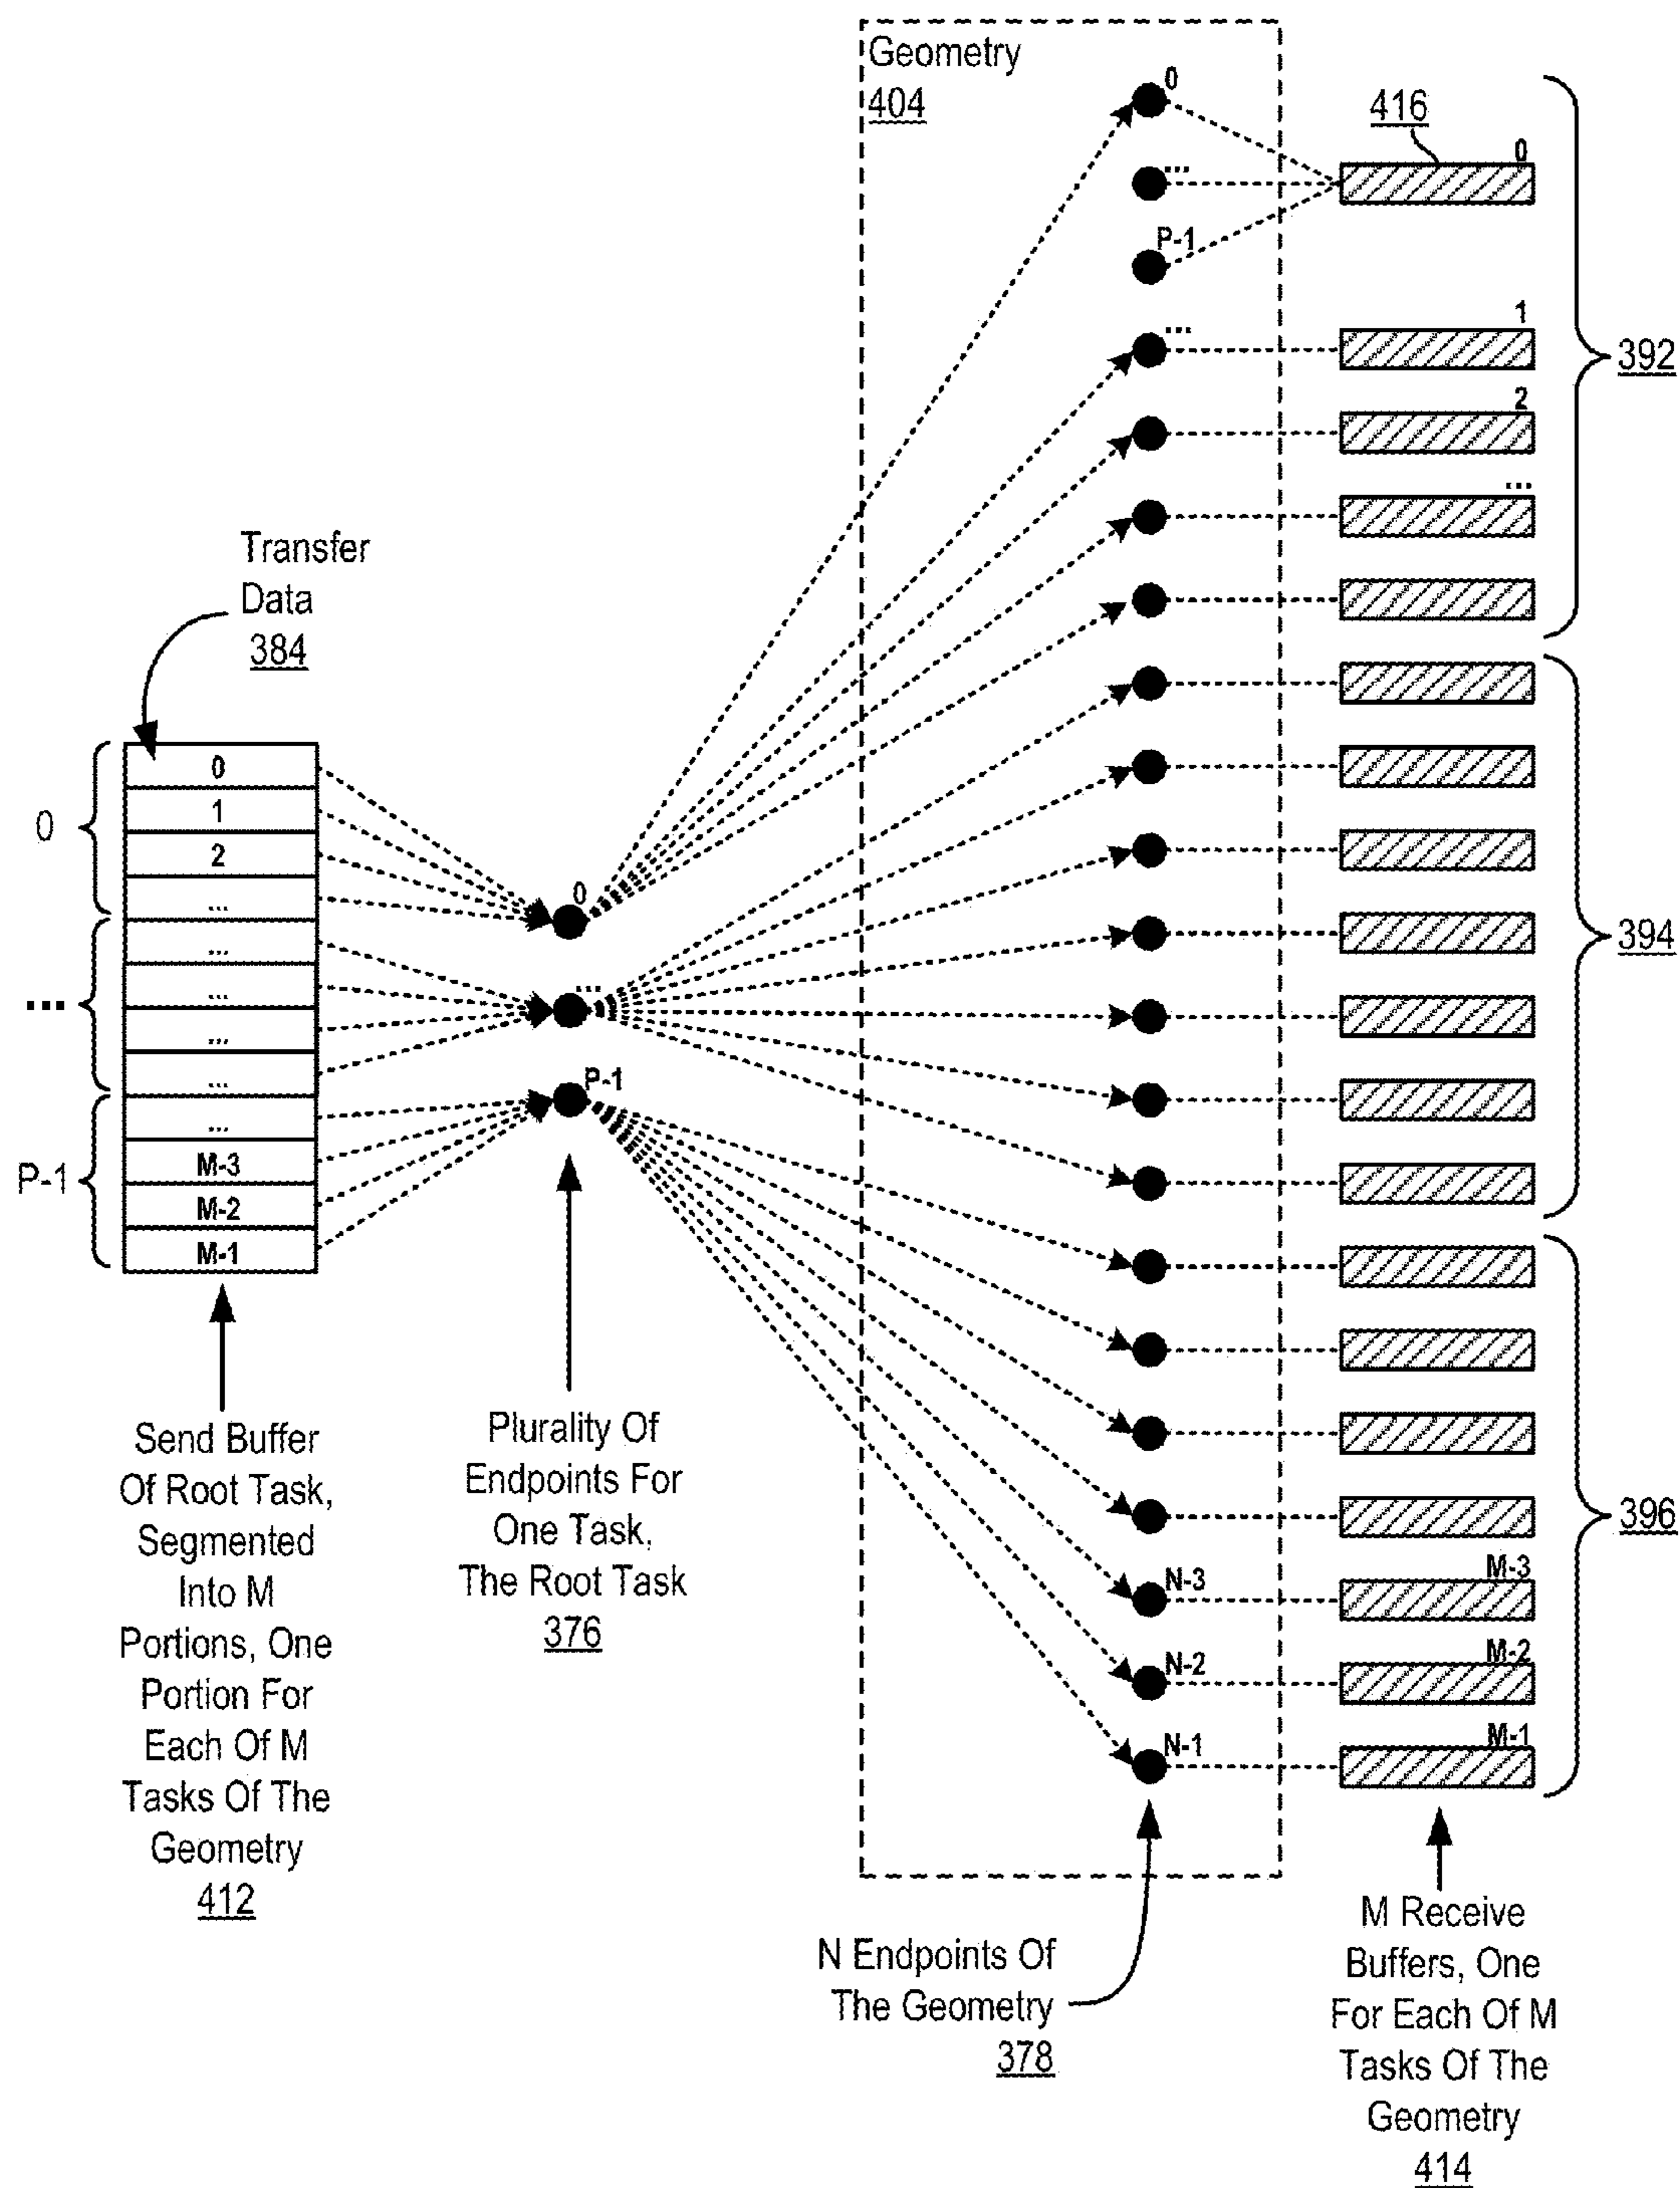 Geometry
404
0
...
P-1
...
416
0
1
2
...
392
394
396
Transfer
Data
384
0
...
P-1
0
1
2
...
...
...
...
...
...
M-3
M-2
M-1
0
...
P-1
N-3
N-2
N-1
M-3
M-2
M-1
Send Buffer
Of Root Task,
Segmented
Into M
Portions, One
Portion For
Each Of M
Tasks Of The
Geometry
412
Plurality Of
Endpoints For
One Task,
The Root Task
376
N Endpoints Of
The Geometry
378
M Receive
Buffers, One
For Each Of M
Tasks Of The
Geometry
414